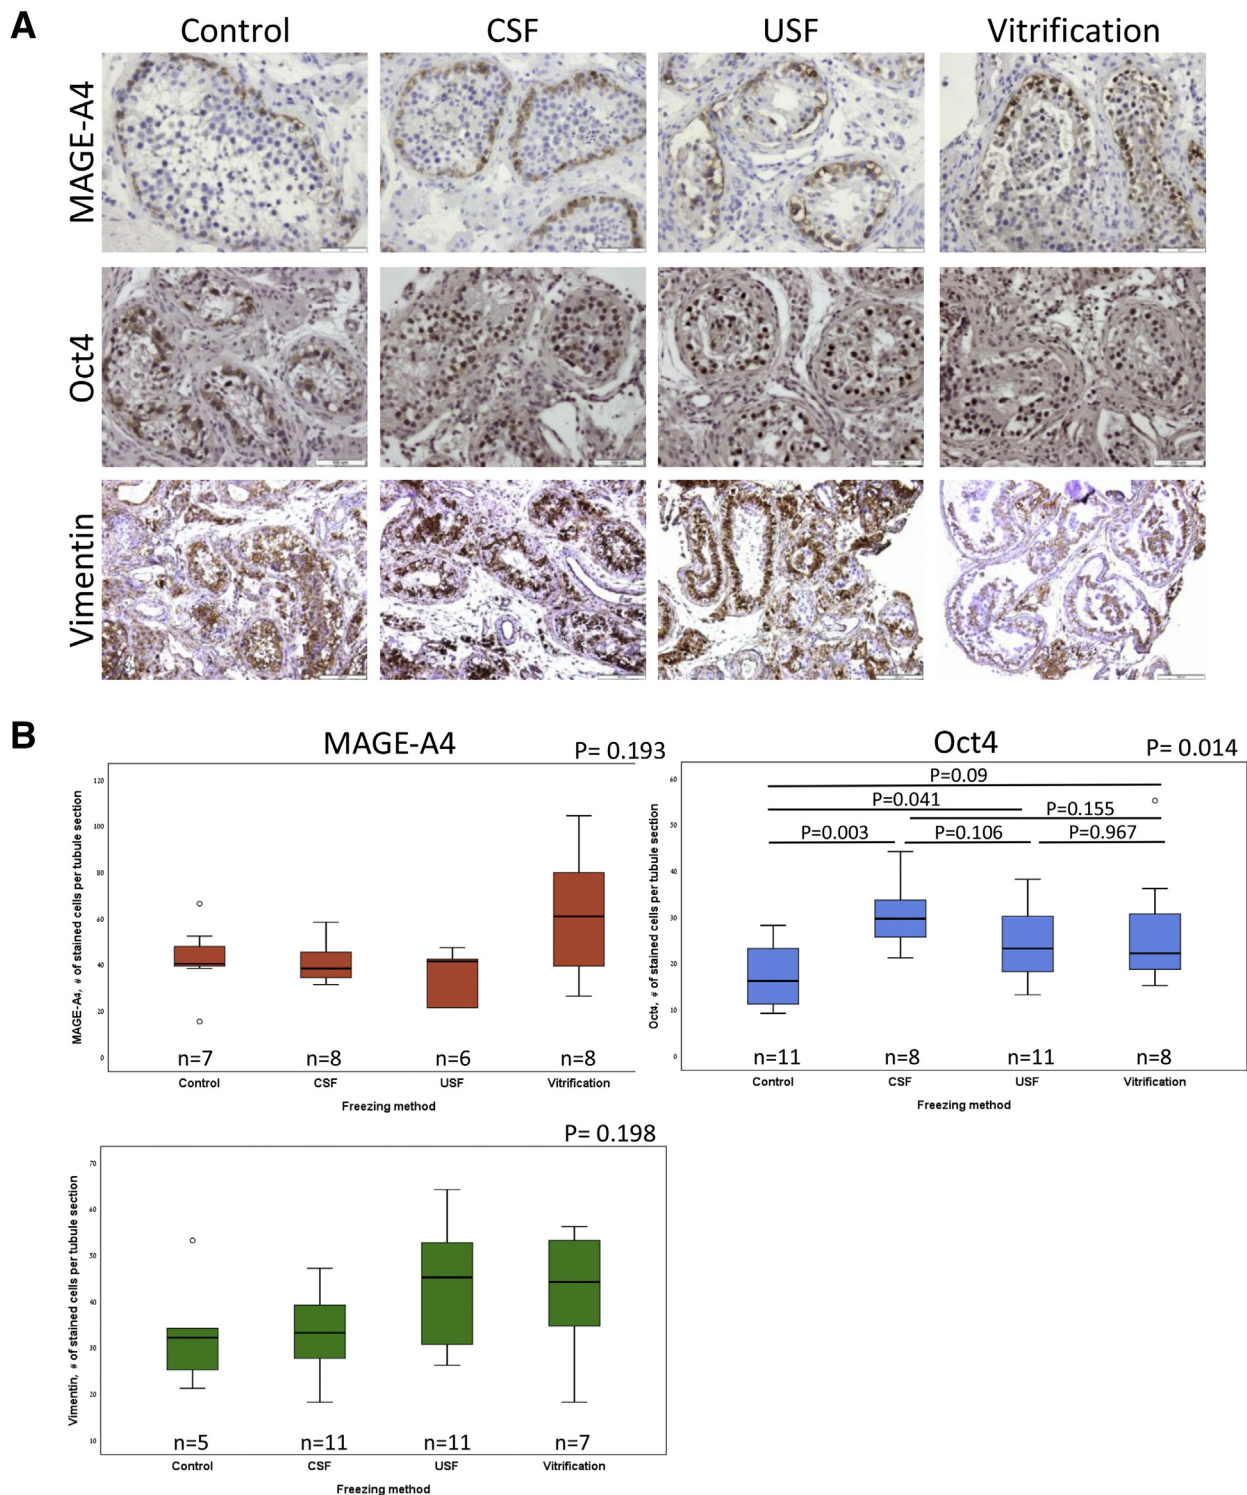 A
Control CSF USF Vitrification
MAGE-A4
Oct4
Vimentin
B
MAGE-A4
P= 0.193
MAGE-A4, # of stained cells per tubule section
120
100
80
60
40
20
0
n=7 n=8 n=6 n=8
Control CSF USF Vitrification
Freezing method
Oct4
P= 0.014
P=0.09
P=0.041
P=0.155
P=0.003 P=0.106 P=0.967
Oct4, # of stained cells per tubule section
60
50
40
30
20
10
0
n=11 n=8 n=11 n=8
Control CSF USF Vitrification
Freezing method
P= 0.198
Vimentin, # of stained cells per tubule section
70
60
50
40
30
20
10
n=5 n=11 n=11 n=7
Control CSF USF Vitrification
Freezing method